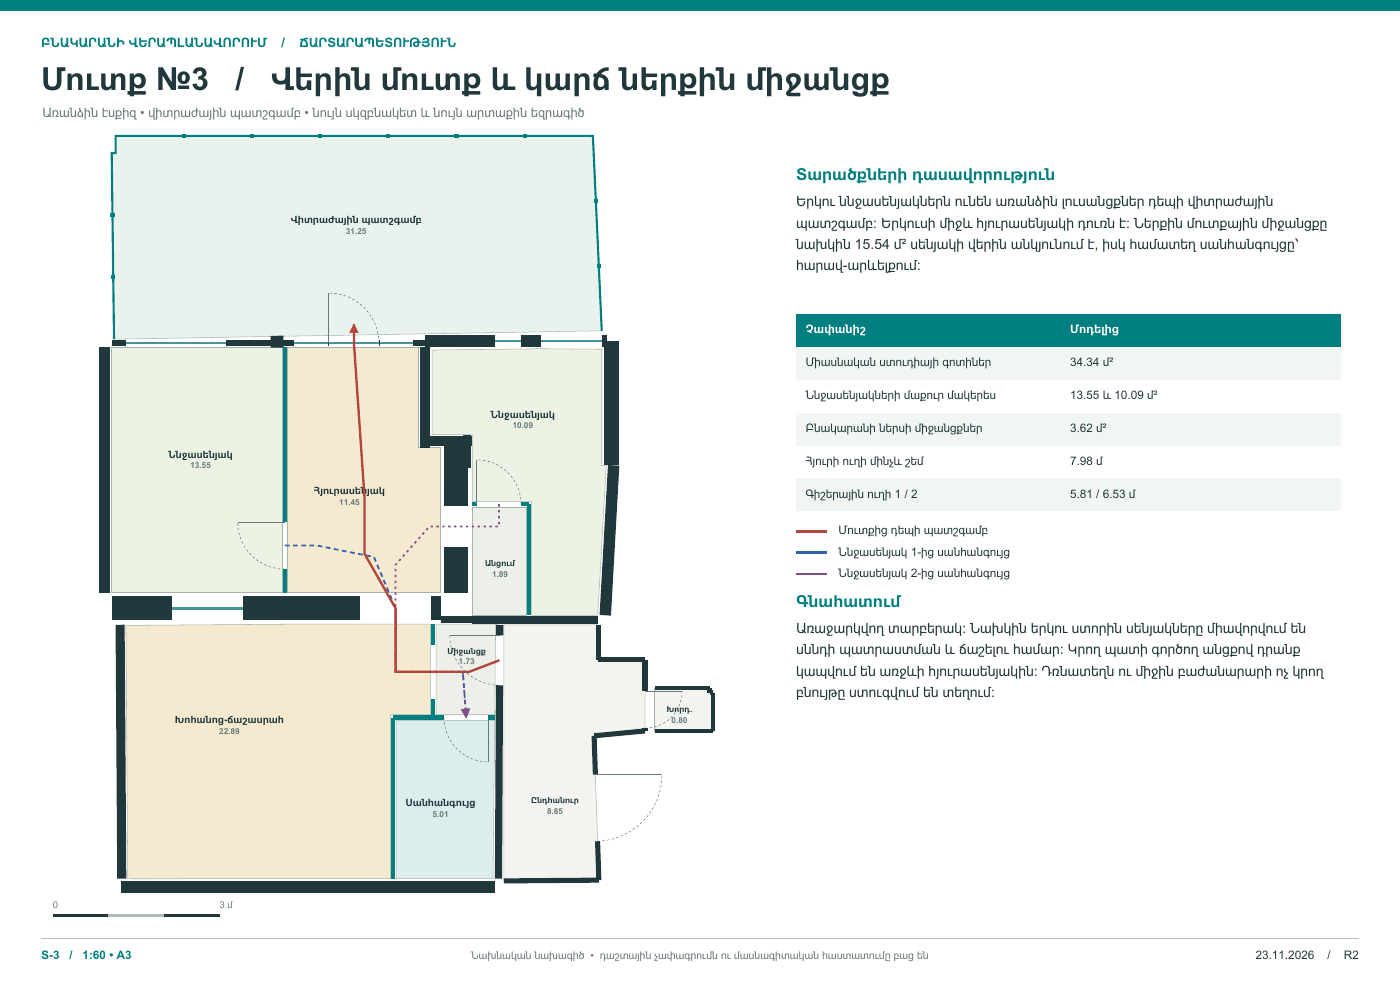 ԲՆԱԿԱՐԱՆԻ ՎԵՐԱՊԼԱՆԱՎՈՐՈՒՄ / ՃԱՐՏԱՐԱՊԵՏՈՒԹՅՈՒՆ
Մուտք №3 / Վերին մուտք և կարճ ներքին միջանցք
Առանձին էսքիզ • վիտրաժային պատշգամբ • նույն սկզբնակետ և նույն արտաքին եզրագիծ
Վիտրաժային պատշգամբ
31.25
Ննջասենյակ
10.09
Ննջասենյակ
13.55
Հյուրասենյակ
11.45
Անցում
1.89
Միջանցք
1.73
Խորդ.
0.80
Խոհանոց-ճաշասրահ
22.89
Սանհանգույց
5.01
Ընդհանուր
8.85
0 3 մ
Տարածքների դասավորություն
Երկու ննջասենյակներն ունեն առանձին լուսանցքներ դեպի վիտրաժային
պատշգամբ: Երկուսի միջև հյուրասենյակի դուռն է: Ներքին մուտքային միջանցքը
նախկին 15.54 մ² սենյակի վերին անկյունում է, իսկ համատեղ սանհանգույցը՝
հարավ-արևելքում:
Չափանիշ Մոդելից
Միասնական ստուդիայի գոտիներ 34.34 մ²
Ննջասենյակների մաքուր մակերես 13.55 և 10.09 մ²
Բնակարանի ներսի միջանցքներ 3.62 մ²
Հյուրի ուղի մինչև շեմ 7.98 մ
Գիշերային ուղի 1 / 2 5.81 / 6.53 մ
Մուտքից դեպի պատշգամբ
Ննջասենյակ 1-ից սանհանգույց
Ննջասենյակ 2-ից սանհանգույց
Գնահատում
Առաջարկվող տարբերակ: Նախկին երկու ստորին սենյակները միավորվում են
սննդի պատրաստման և ճաշելու համար: Կրող պատի գործող անցքով դրանք
կապվում են առջևի հյուրասենյակին: Դռնատեղն ու միջին բաժանարարի ոչ կրող
բնույթը ստուգվում են տեղում:
S-3 / 1:60 • A3
Նախնական նախագիծ • դաշտային չափագրումն ու մասնագիտական հաստատումը բաց են
23.11.2026 / R2